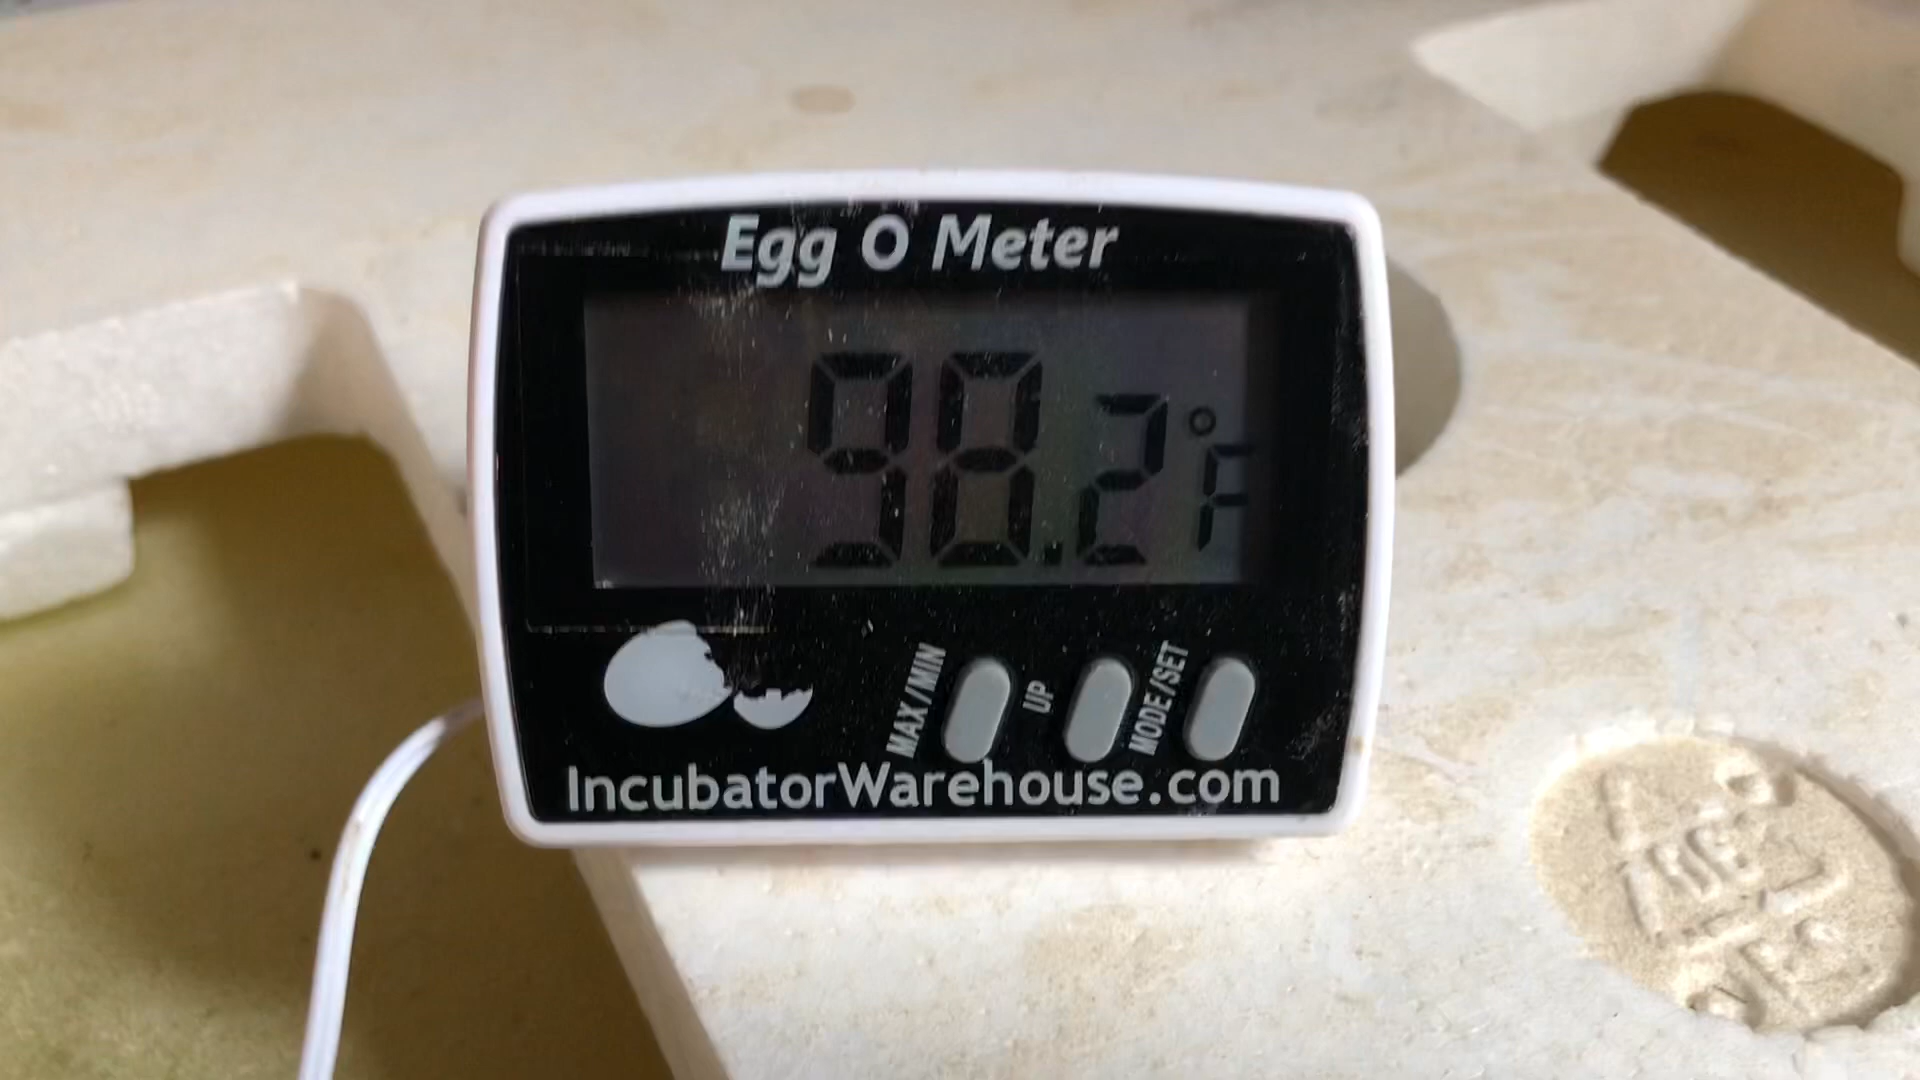 Egg O Meter
98.2°F
MAX/MIN
UP
MODE/SET
IncubatorWarehouse.com